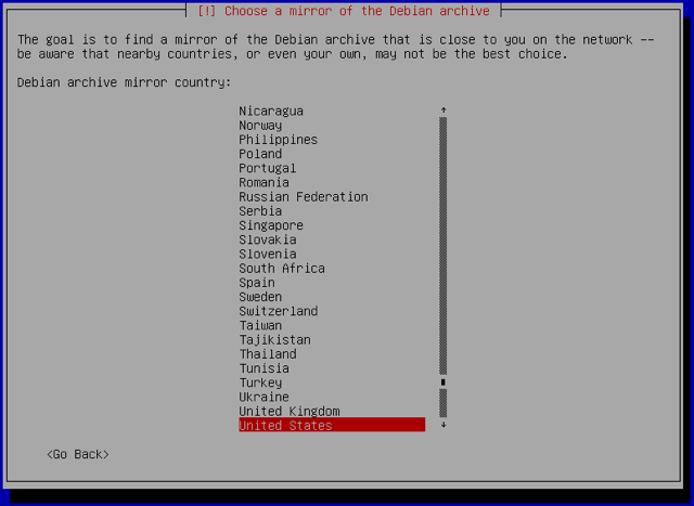 [!] Choose a mirror of the Debian archive
The goal is to find a mirror of the Debian archive that is close to you on the network --
be aware that nearby countries, or even your own, may not be the best choice.
Debian archive mirror country:
Nicaragua
Norway
Philippines
Poland
Portugal
Romania
Russian Federation
Serbia
Singapore
Slovakia
Slovenia
South Africa
Spain
Sweden
Switzerland
Taiwan
Tajikistan
Thailand
Tunisia
Turkey
Ukraine
United Kingdom
United States
<Go Back>